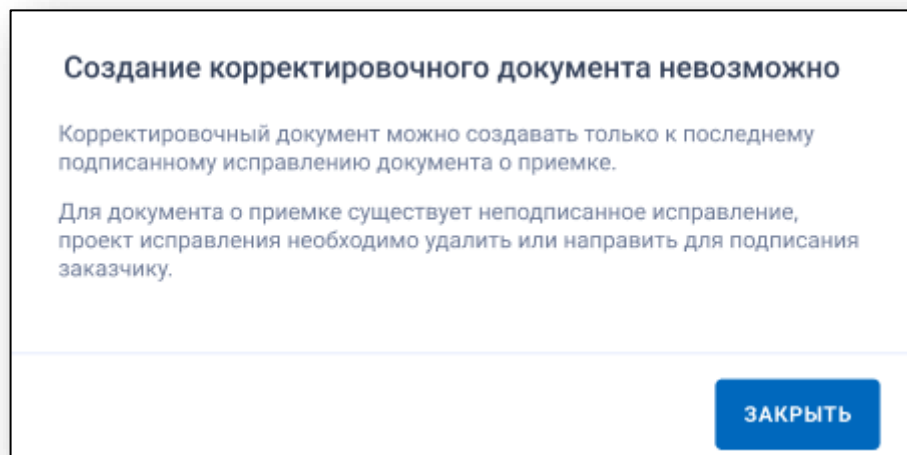 Создание корректировочного документа невозможно
Корректировочный документ можно создавать только к последнему
подписанному исправлению документа о приемке.
Для документа о приемке существует неподписанное исправление,
проект исправления необходимо удалить или направить для подписания
заказчику.
ЗАКРЫТЬ